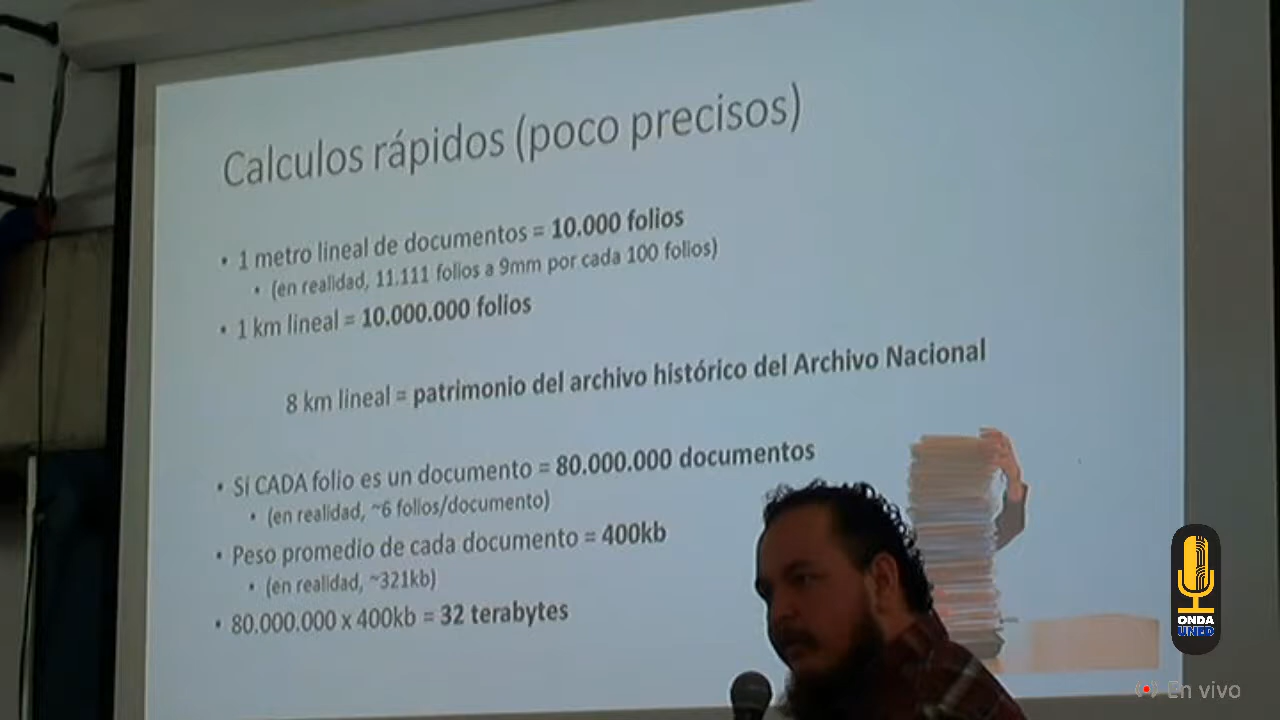 Calculos rápidos (poco precisos)
• 1 metro lineal de documentos = 10.000 folios
• (en realidad, 11.111 folios a 9mm por cada 100 folios)
• 1 km lineal = 10.000.000 folios
8 km lineal = patrimonio del archivo histórico del Archivo Nacional
• Si CADA folio es un documento = 80.000.000 documentos
• (en realidad, ~6 folios/documento)
• Peso promedio de cada documento = 400kb
• (en realidad, ~321kb)
• 80.000.000 x 400kb = 32 terabytes
ONDA
UNED
En vivo